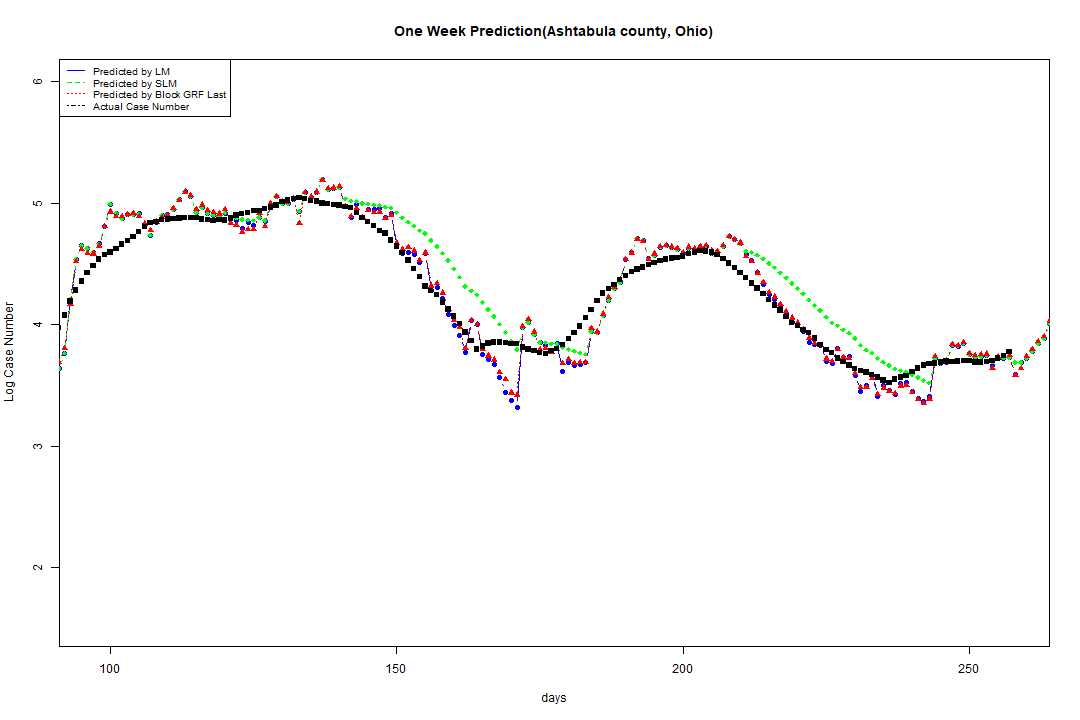 One Week Prediction(Ashtabula county, Ohio)
Predicted by LM
Predicted by SLM
Predicted by Block GRF Last
Actual Case Number
6
5
4
3
2
Log Case Number
100
150
200
250
days